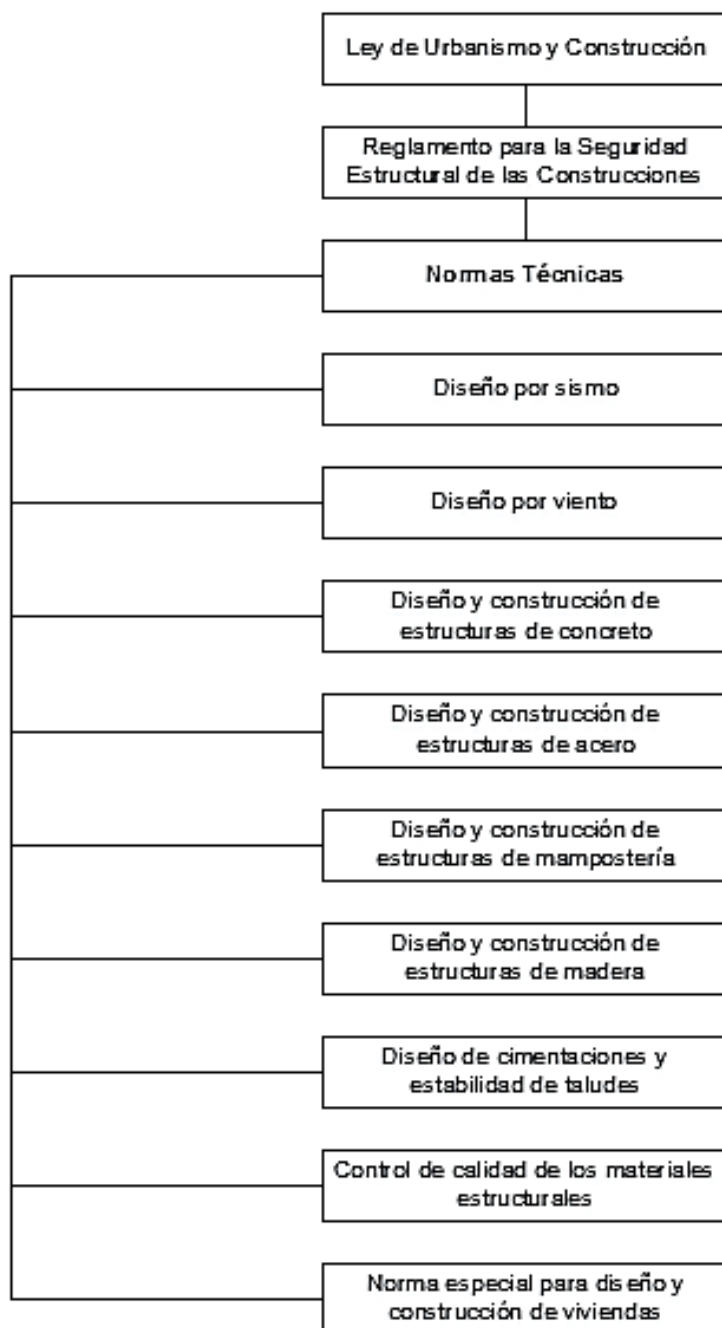 Ley de Urbanismo y Construcción
Reglamento para la Seguridad
Estructural de las Construcciones
Normas Técnicas
Diseño por sismo
Diseño por viento
Diseño y construcción de
estructuras de concreto
Diseño y construcción de
estructuras de acero
Diseño y construcción de
estructuras de mampostería
Diseño y construcción de
estructuras de madera
Diseño de cimentaciones y
estabilidad de taludes
Control de calidad de los materiales
estructurales
Norma especial para diseño y
construcción de viviendas